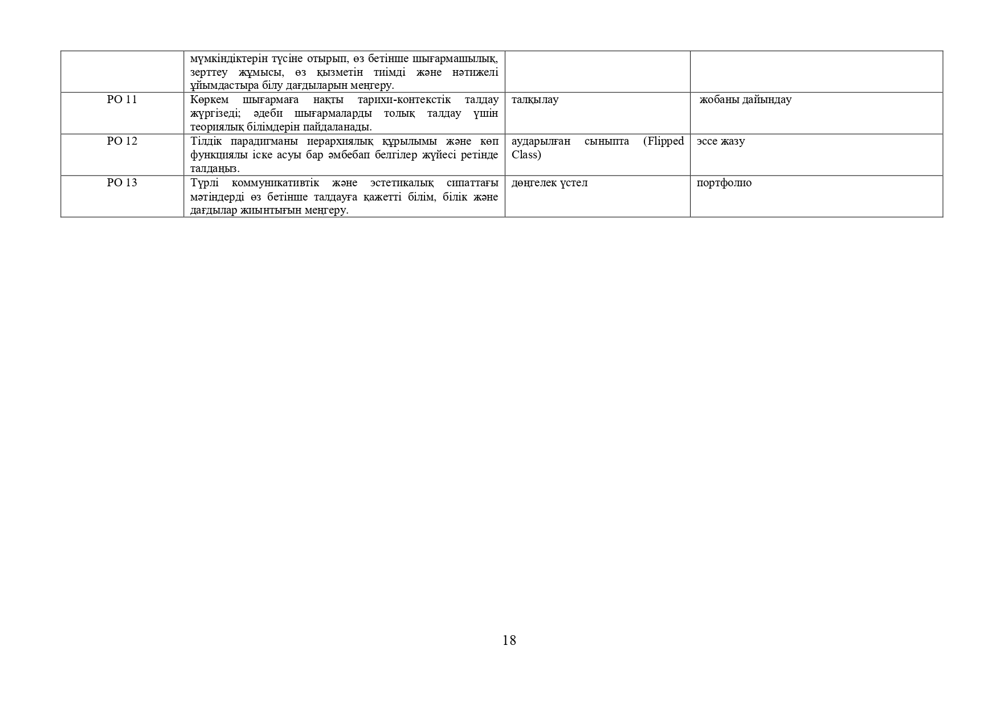 мүмкіндіктерін түсіне отырып, өз бетінше шығармашылық,
зерттеу жұмысы, өз қызметін тиімді және нәтижелі
ұйымдастыра білу дағдыларын меңгеру.
РО 11
Көркем шығармаға нақты тарихи-контекстік талдау
жүргізеді; әдеби шығармаларды толық талдау үшін
теориялық білімдерін пайдаланады.
талқылау
жобаны дайындау
РО 12
Тілдік парадигманы иерархиялық құрылымы және көп
функциялы іске асуы бар әмбебап белгілер жүйесі ретінде
талдаңыз.
аударылған сыныпта (Flipped
Class)
эссе жазу
РО 13
Түрлі коммуникативтік және эстетикалық сипаттағы
мәтіндерді өз бетінше талдауға қажетті білім, білік және
дағдылар жиынтығын меңгеру.
дөңгелек үстел
портфолио
18